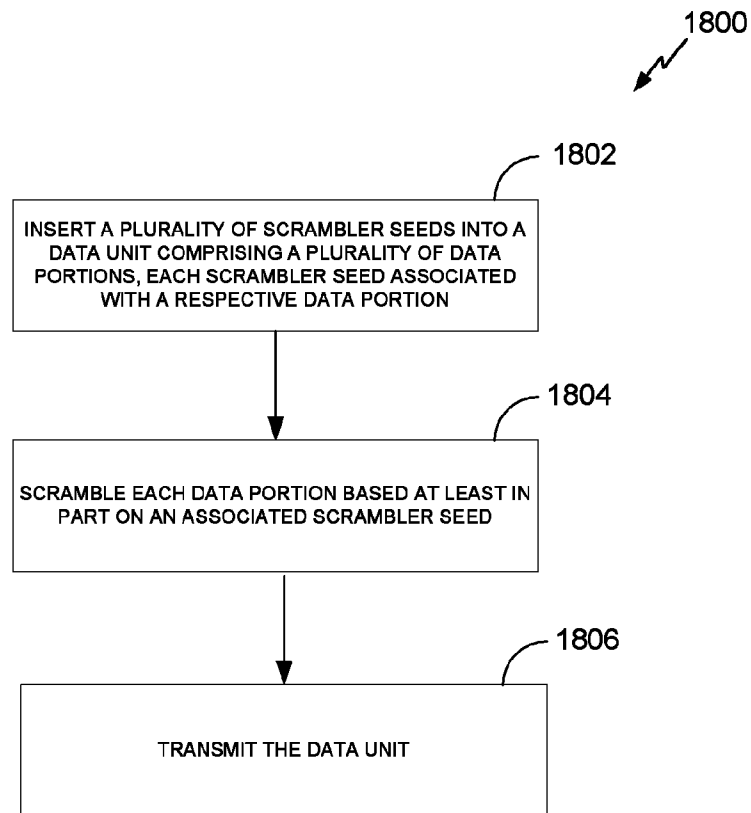 1800
1802
INSERT A PLURALITY OF SCRAMBLER SEEDS INTO A
DATA UNIT COMPRISING A PLURALITY OF DATA
PORTIONS, EACH SCRAMBLER SEED ASSOCIATED
WITH A RESPECTIVE DATA PORTION
1804
SCRAMBLE EACH DATA PORTION BASED AT LEAST IN
PART ON AN ASSOCIATED SCRAMBLER SEED
1806
TRANSMIT THE DATA UNIT